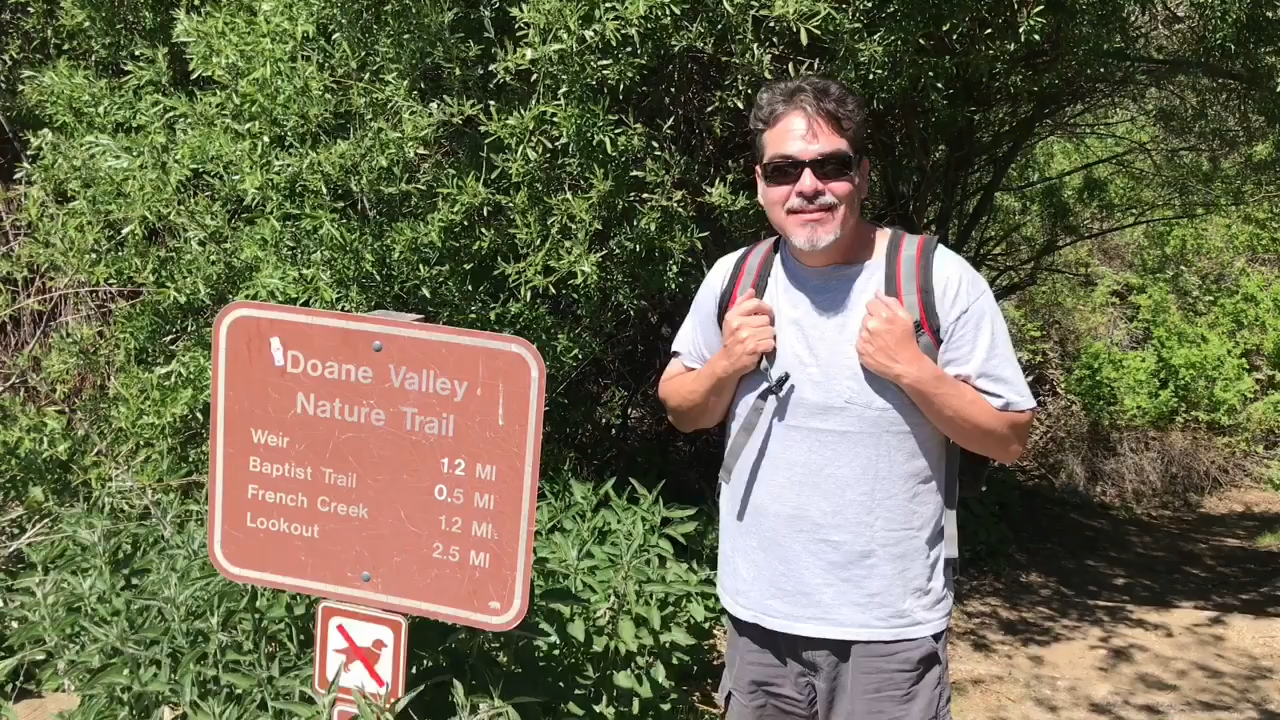 Doane Valley
Nature Trail
Weir 1.2 MI
Baptist Trail 0.5 MI
French Creek 1.2 MI
Lookout 2.5 MI